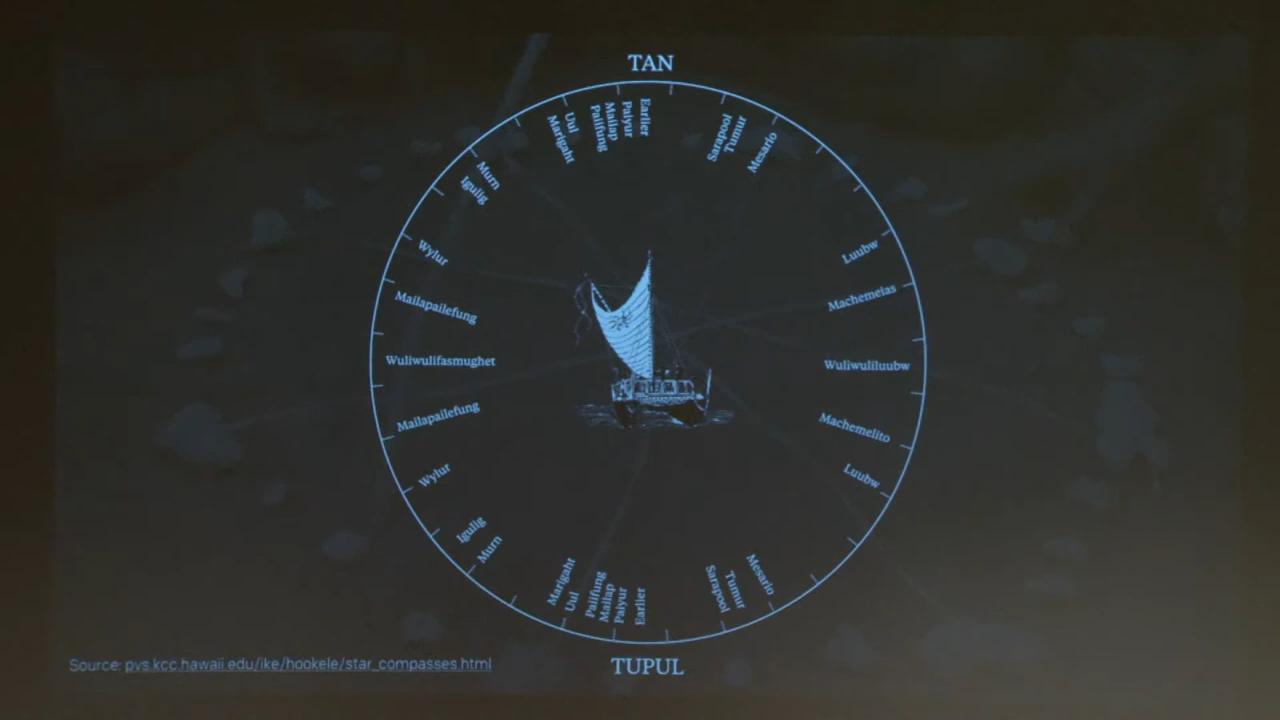 TAN
Marigaht
Uul
Palifung
Mailap
Paiyur
Earlier
Sarapool
Tumur
Mesario
Murn
Igulig
Wylur
Luubw
Mailapailefung
Machemeias
Wuliwulifasmughet
Wuliwuliluubw
Mailapailefung
Machemelito
Wylur
Luubw
Igulig
Murn
Marigaht
Uul
Palifung
Mailap
Paiyur
Earlier
Sarapool
Tumur
Mesario
TUPUL
Source: pvs.kcc.hawaii.edu/ike/hookele/star_compasses.html